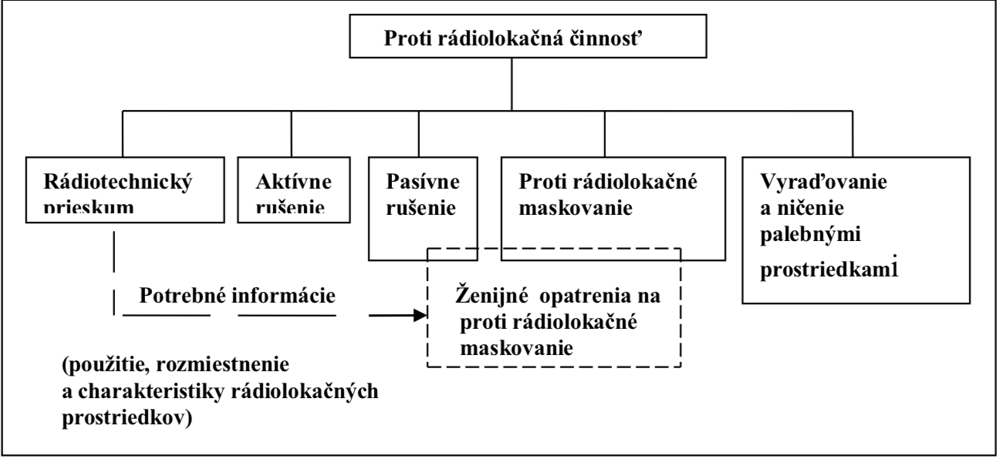 Proti rádiolokačná činnosť
Rádiotechnický
prieskum
Aktívne
rušenie
Pasívne
rušenie
Proti rádiolokačné
maskovanie
Vyraďovanie
a ničenie
palebnými
prostriedkami
Potrebné informácie
Ženijné opatrenia na
proti rádiolokačné
maskovanie
(použitie, rozmiestnenie
a charakteristiky rádiolokačných
prostriedkov)